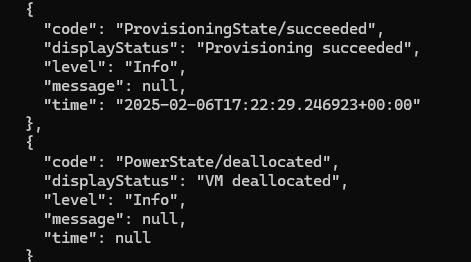 {
"code": "ProvisioningState/succeeded",
"displayStatus": "Provisioning succeeded",
"level": "Info",
"message": null,
"time": "2025-02-06T17:22:29.246923+00:00"
},
{
"code": "PowerState/deallocated",
"displayStatus": "VM deallocated",
"level": "Info",
"message": null,
"time": null
}